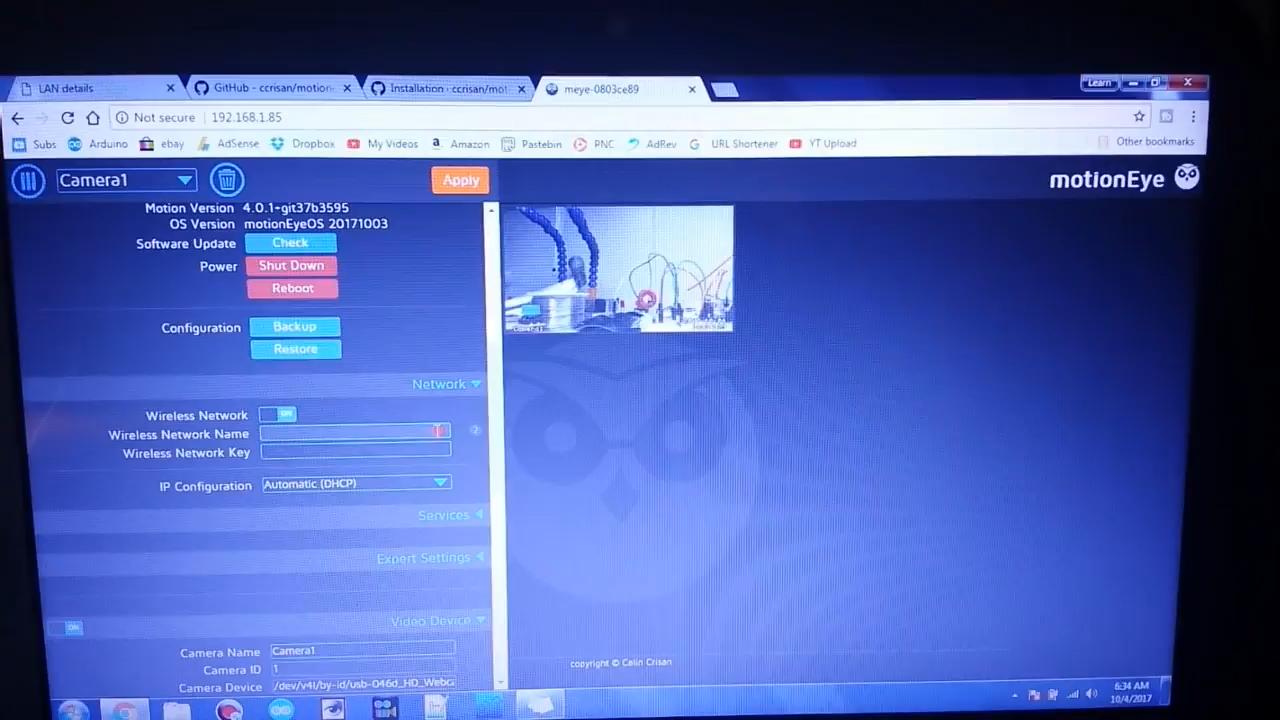 LAN details
GitHub - ccrisan/motion-
Installation · ccrisan/mot
meye-0803ce89
Learn
Not secure
192.168.1.85
Subs
Arduino
ebay
AdSense
Dropbox
My Videos
Amazon
Pastebin
PNC
AdRev
URL Shortener
YT Upload
Other bookmarks
Camera1
Apply
motionEye
Motion Version 4.0.1-git37b3595
OS Version motionEyeOS 20171003
Software Update Check
Power Shut Down
Reboot
Configuration Backup
Restore
Network
Wireless Network ON
Wireless Network Name
Wireless Network Key
IP Configuration Automatic (DHCP)
Services
Expert Settings
ON Video Device
Camera Name Camera1
Camera ID 1
Camera Device /dev/v4l/by-id/usb-046d_HD_Webca
copyright © Calin Crisan
6:34 AM
10/4/2017